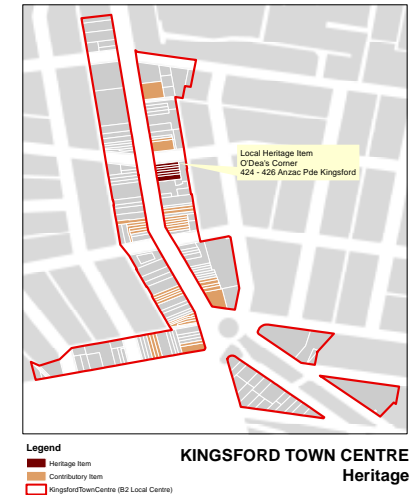 Local Heritage Item
O'Dea's Corner
424 - 426 Anzac Pde Kingsford
Legend
Heritage Item
Contributory Item
KingsfordTownCentre (B2 Local Centre)
KINGSFORD TOWN CENTRE
Heritage